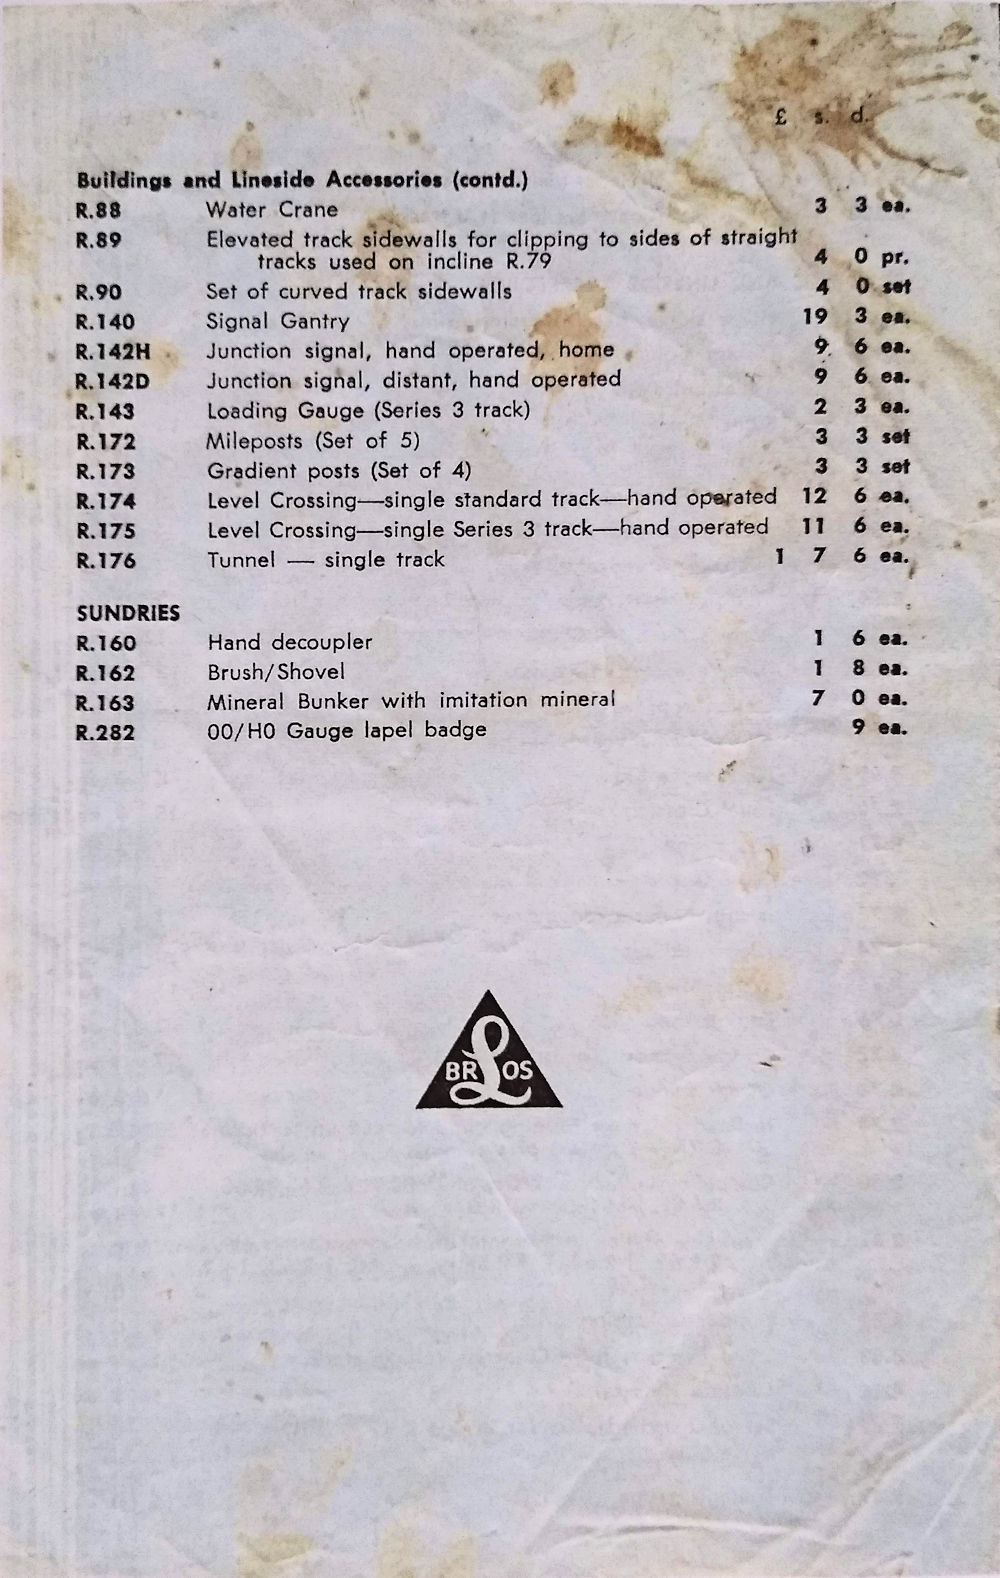 £ s. d.
Buildings and Lineside Accessories (contd.)
R.88 Water Crane 3 3 ea.
R.89 Elevated track sidewalls for clipping to sides of straight
tracks used on incline R.79 4 0 pr.
R.90 Set of curved track sidewalls 4 0 set
R.140 Signal Gantry 19 3 ea.
R.142H Junction signal, hand operated, home 9 6 ea.
R.142D Junction signal, distant, hand operated 9 6 ea.
R.143 Loading Gauge (Series 3 track) 2 3 ea.
R.172 Mileposts (Set of 5) 3 3 set
R.173 Gradient posts (Set of 4) 3 3 set
R.174 Level Crossing—single standard track—hand operated 12 6 ea.
R.175 Level Crossing—single Series 3 track—hand operated 11 6 ea.
R.176 Tunnel — single track 1 7 6 ea.
SUNDRIES
R.160 Hand decoupler 1 6 ea.
R.162 Brush/Shovel 1 8 ea.
R.163 Mineral Bunker with imitation mineral 7 0 ea.
R.282 00/H0 Gauge lapel badge 9 ea.
L BROS